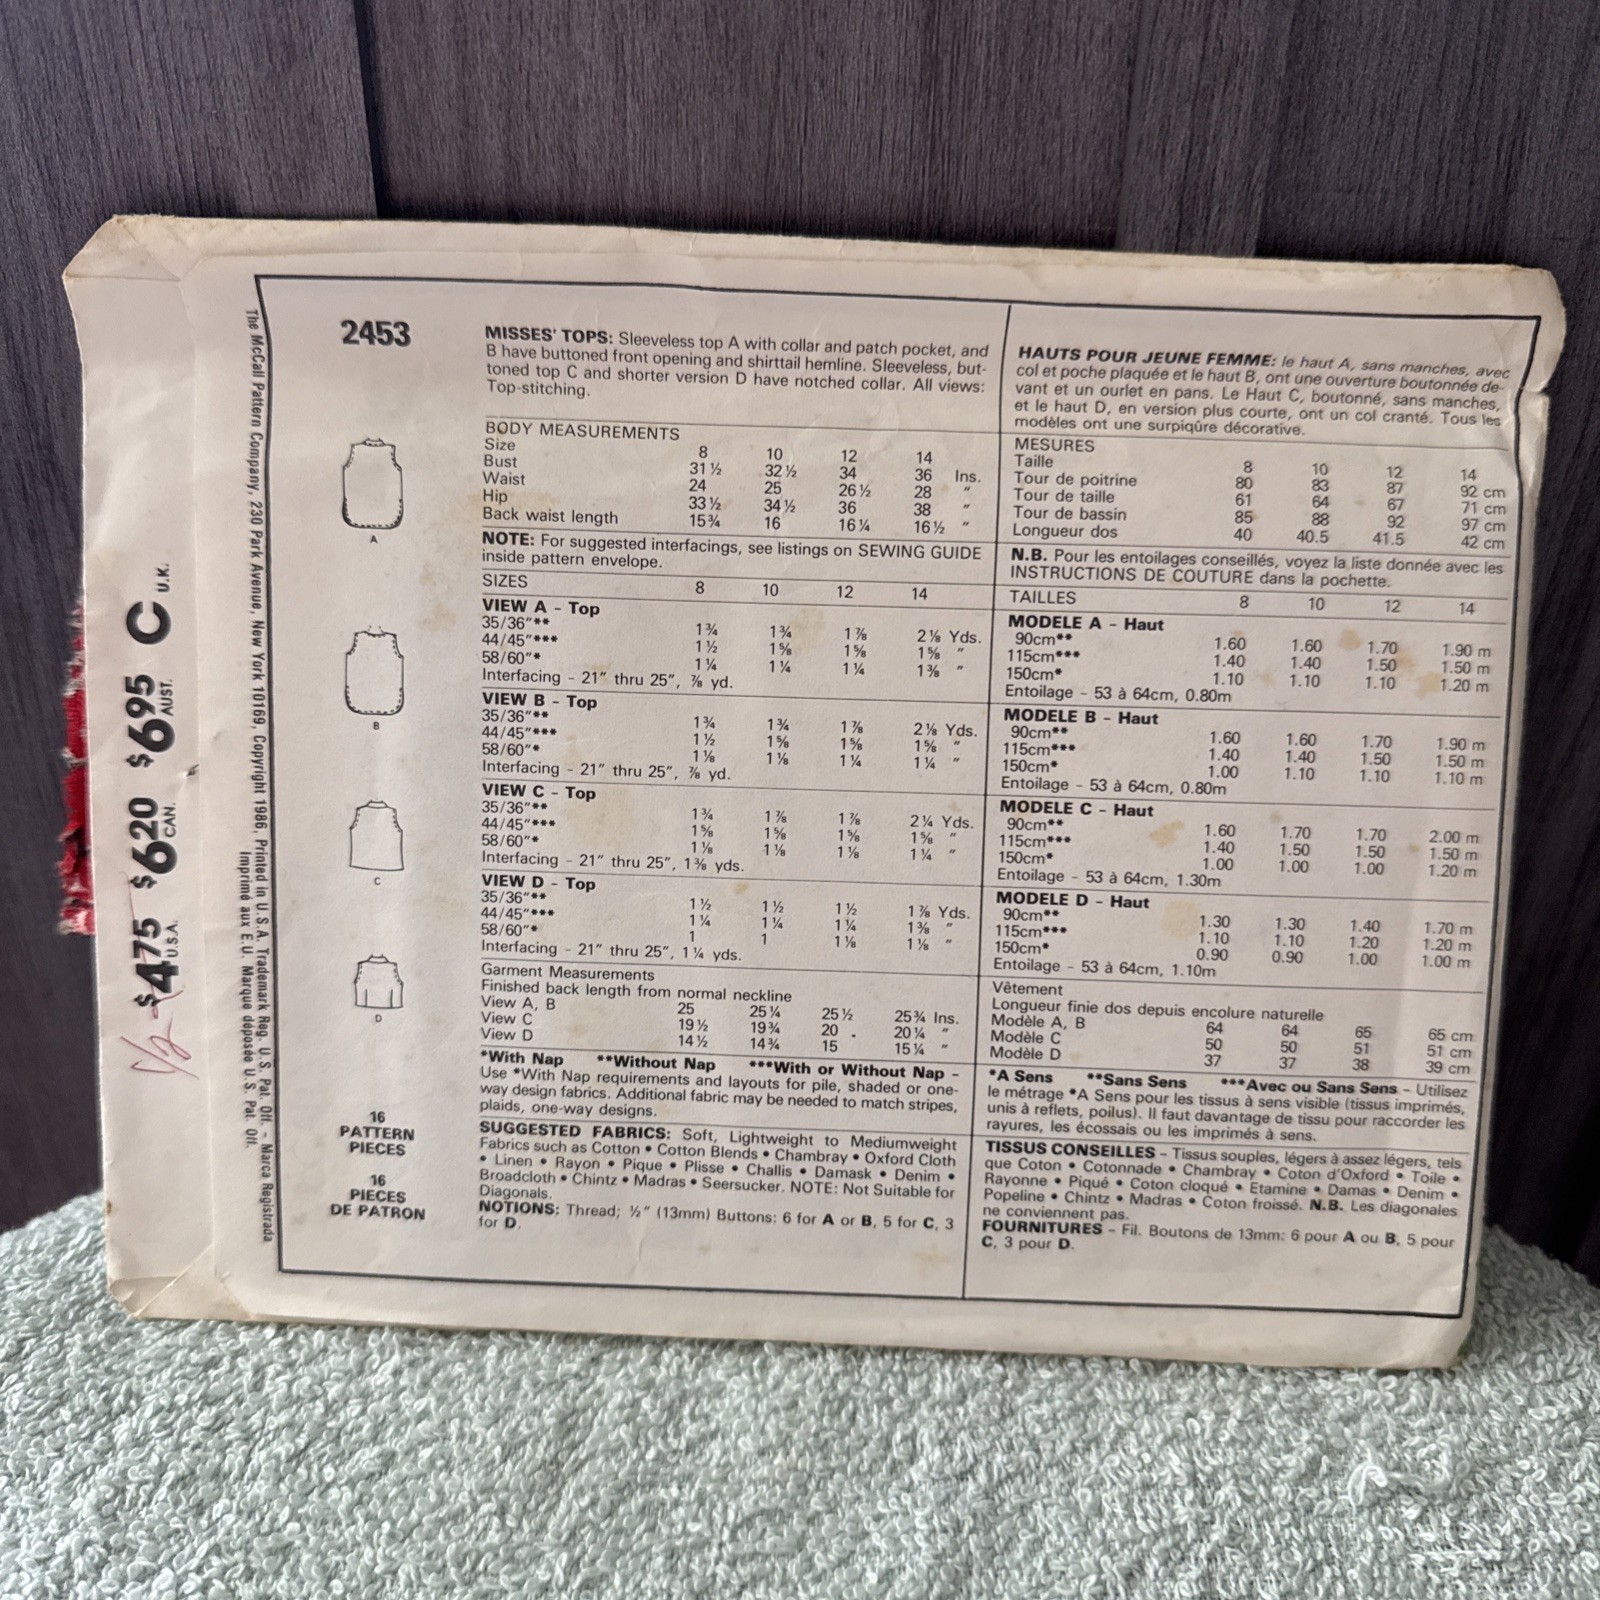 2453
MISSES' TOPS: Sleeveless top A with collar and patch pocket, and
B have buttoned front opening and shirttail hemline. Sleeveless, but-
toned top C and shorter version D have notched collar. All views:
Top-stitching.
BODY MEASUREMENTS
Size 8 10 12 14
Bust 31½ 32½ 34 36 Ins.
Waist 24 25 26½ 28 "
Hip 33½ 34½ 36 38 "
Back waist length 15¾ 16 16¼ 16½ "
NOTE: For suggested interfacings, see listings on SEWING GUIDE
inside pattern envelope.
SIZES 8 10 12 14
VIEW A - Top
35/36"** 1¾ 1¾ 1⅞ 2⅛ Yds.
44/45"*** 1½ 1⅝ 1⅝ 1⅝ "
58/60"* 1¼ 1¼ 1¼ 1⅜ "
Interfacing - 21" thru 25", ⅞ yd.
VIEW B - Top
35/36"** 1¾ 1¾ 1⅞ 2⅛ Yds.
44/45"*** 1½ 1⅝ 1⅝ 1⅝ "
58/60"* 1⅛ 1⅛ 1¼ 1¼ "
Interfacing - 21" thru 25", ⅞ yd.
VIEW C - Top
35/36"** 1¾ 1⅞ 1⅞ 2¼ Yds.
44/45"*** 1⅝ 1⅝ 1⅝ 1⅝ "
58/60"* 1⅛ 1⅛ 1⅛ 1¼ "
Interfacing - 21" thru 25", 1⅜ yds.
VIEW D - Top
35/36"** 1½ 1½ 1½ 1⅞ Yds.
44/45"*** 1¼ 1¼ 1¼ 1⅜ "
58/60"* 1 1 1⅛ 1⅛ "
Interfacing - 21" thru 25", 1¼ yds.
Garment Measurements
Finished back length from normal neckline
View A, B 25 25¼ 25½ 25¾ Ins.
View C 19½ 19¾ 20 20¼ "
View D 14½ 14¾ 15 15¼ "
*With Nap **Without Nap ***With or Without Nap -
Use *With Nap requirements and layouts for pile, shaded or one-
way design fabrics. Additional fabric may be needed to match stripes,
plaids, one-way designs.
SUGGESTED FABRICS: Soft, Lightweight to Mediumweight
Fabrics such as Cotton • Cotton Blends • Chambray • Oxford Cloth
• Linen • Rayon • Pique • Plisse • Challis • Damask • Denim •
Broadcloth • Chintz • Madras • Seersucker. NOTE: Not Suitable for
Diagonals.
NOTIONS: Thread; ½" (13mm) Buttons: 6 for A or B, 5 for C, 3
for D.
HAUTS POUR JEUNE FEMME: le haut A, sans manches, avec
col et poche plaquée et le haut B, ont une ouverture boutonnée de-
vant et un ourlet en pans. Le Haut C, boutonné, sans manches,
et le haut D, en version plus courte, ont un col cranté. Tous les
modèles ont une surpiqûre décorative.
MESURES
Taille 8 10 12 14
Tour de poitrine 80 83 87 92 cm
Tour de taille 61 64 67 71 cm
Tour de bassin 85 88 92 97 cm
Longueur dos 40 40.5 41.5 42 cm
N.B. Pour les entoilages conseillés, voyez la liste donnée avec les
INSTRUCTIONS DE COUTURE dans la pochette.
TAILLES 8 10 12 14
MODELE A - Haut
90cm** 1.60 1.60 1.70 1.90 m
115cm*** 1.40 1.40 1.50 1.50 m
150cm* 1.10 1.10 1.10 1.20 m
Entoilage - 53 à 64cm, 0.80m
MODELE B - Haut
90cm** 1.60 1.60 1.70 1.90 m
115cm*** 1.40 1.40 1.50 1.50 m
150cm* 1.00 1.10 1.10 1.10 m
Entoilage - 53 à 64cm, 0.80m
MODELE C - Haut
90cm** 1.60 1.70 1.70 2.00 m
115cm*** 1.40 1.50 1.50 1.50 m
150cm* 1.00 1.00 1.00 1.20 m
Entoilage - 53 à 64cm, 1.30m
MODELE D - Haut
90cm** 1.30 1.30 1.40 1.70 m
115cm*** 1.10 1.10 1.20 1.20 m
150cm* 0.90 0.90 1.00 1.00 m
Entoilage - 53 à 64cm, 1.10m
Vêtement
Longueur finie dos depuis encolure naturelle
Modèle A, B 64 64 65 65 cm
Modèle C 50 50 51 51 cm
Modèle D 37 37 38 39 cm
*A Sens **Sans Sens ***Avec ou Sans Sens - Utilisez
le métrage *A Sens pour les tissus à sens visible (tissus imprimés,
unis à reflets, poilus). Il faut davantage de tissu pour raccorder les
rayures, les écossais ou les imprimés à sens.
TISSUS CONSEILLES - Tissus souples, légers à assez légers, tels
que Coton • Cotonnade • Chambray • Coton d'Oxford • Toile •
Rayonne • Piqué • Coton cloqué • Etamine • Damas • Denim •
Popeline • Chintz • Madras • Coton froissé. N.B. Les diagonales
ne conviennent pas.
FOURNITURES - Fil. Boutons de 13mm: 6 pour A ou B, 5 pour
C, 3 pour D.
A
B
C
D
16
PATTERN
PIECES
16
PIECES
DE PATRON
The McCall Pattern Company, 230 Park Avenue, New York 10169, Copyright 1986, Printed in U.S.A. Trademark Reg. U.S. Pat. Off. - Marca Registrada
Imprimé aux E.U. Marque déposée U.S. Pat. Off.
$475 U.S.A. $620 CAN. $695 AUST. C U.K.
1/2